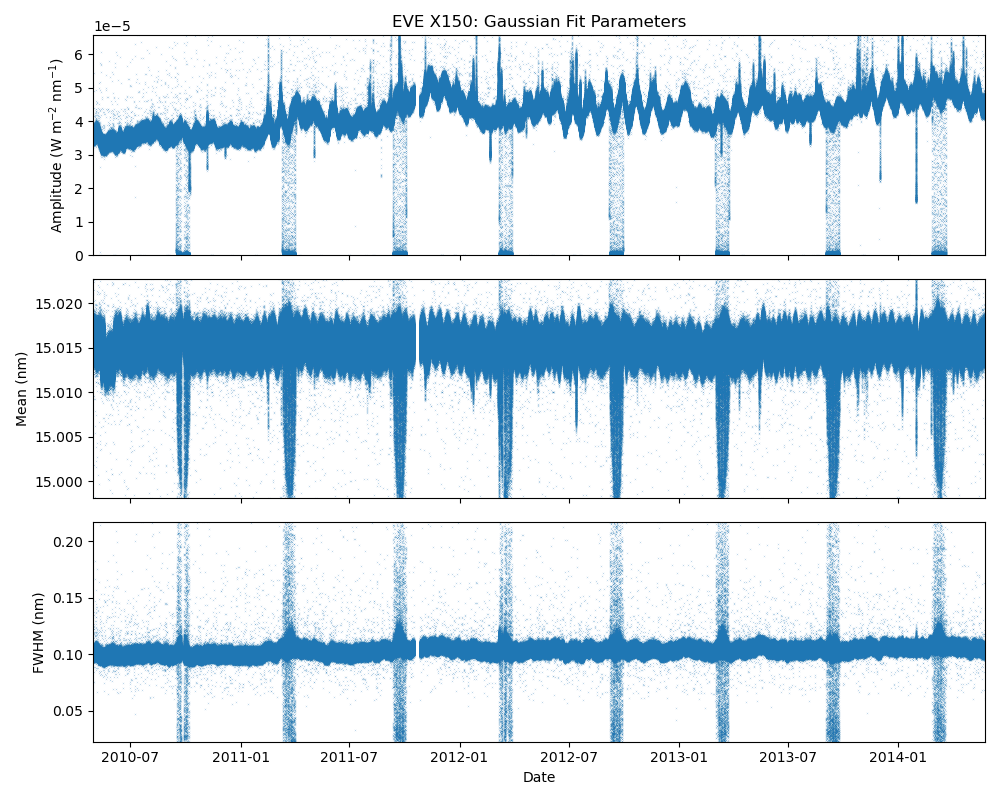 EVE X150: Gaussian Fit Parameters
1e−5
6
5
4
3
2
1
0
Amplitude (W m⁻² nm⁻¹)
15.020
15.015
15.010
15.005
15.000
Mean (nm)
0.20
0.15
0.10
0.05
FWHM (nm)
2010-07 2011-01 2011-07 2012-01 2012-07 2013-01 2013-07 2014-01
Date